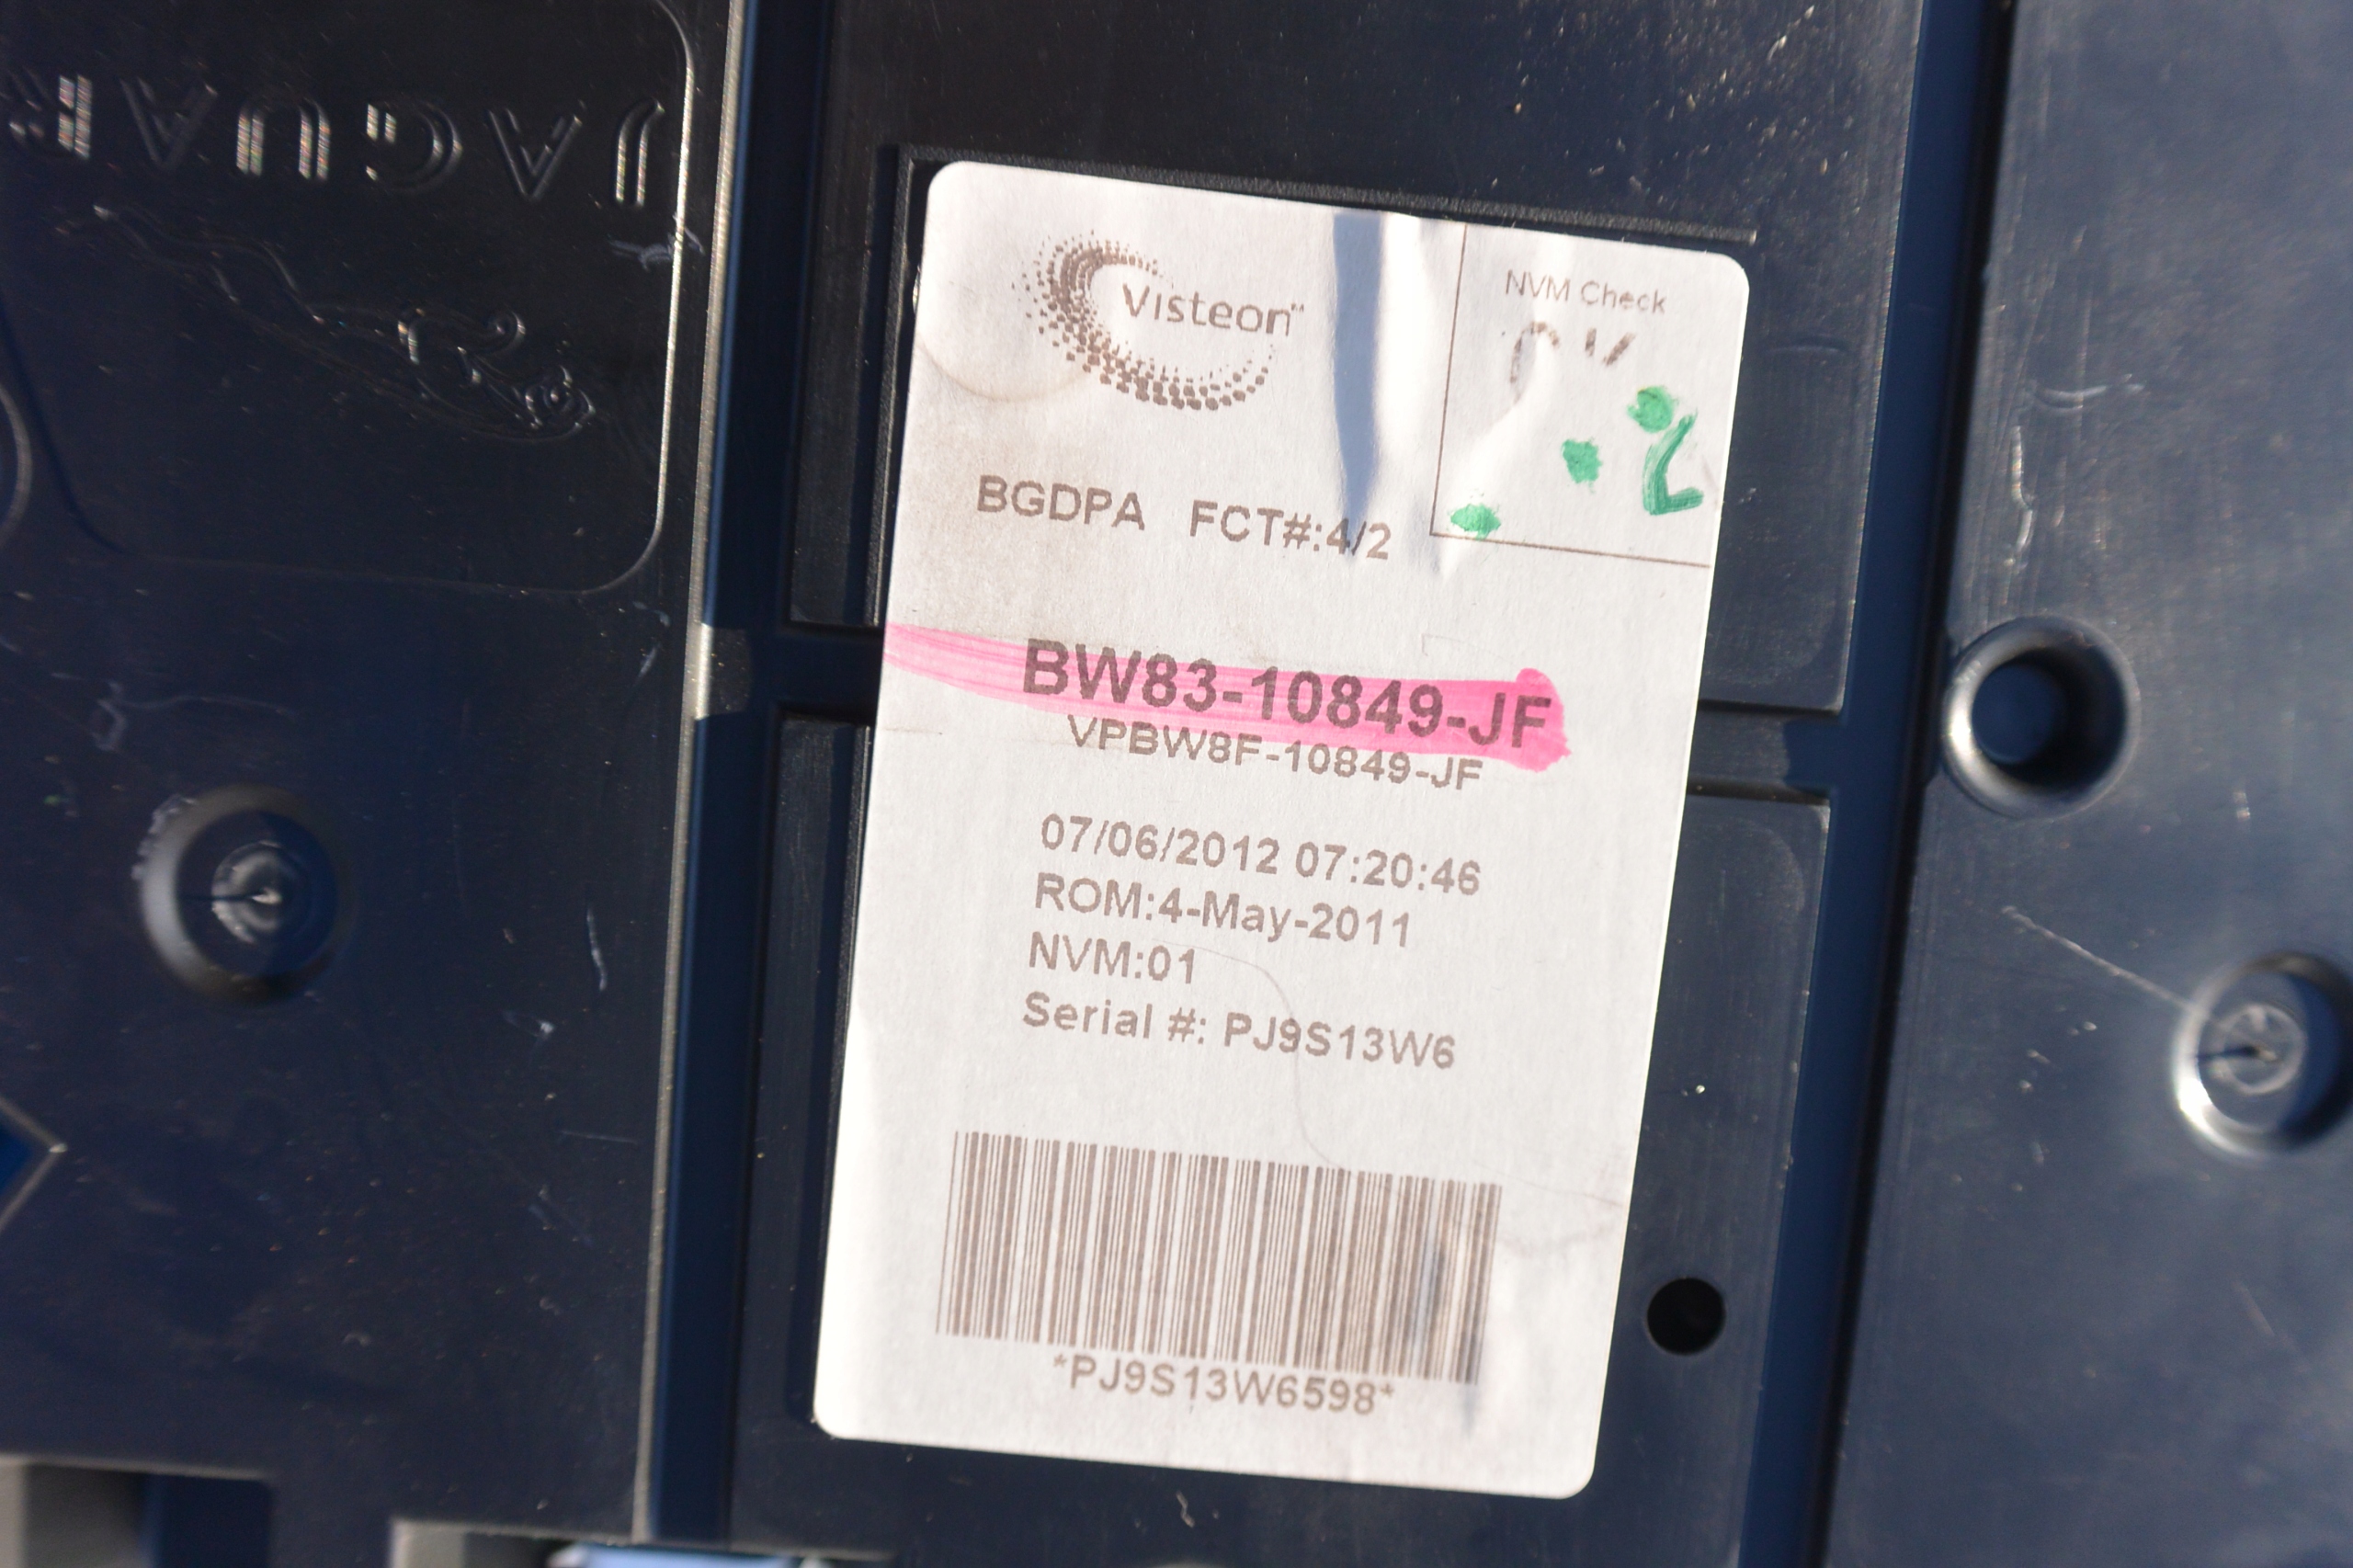 JAGUAR
Visteon™
NVM Check
BGDPA FCT#:4/2
BW83-10849-JF
VPBW8F-10849-JF
07/06/2012 07:20:46
ROM:4-May-2011
NVM:01
Serial #: PJ9S13W6
*PJ9S13W6598*